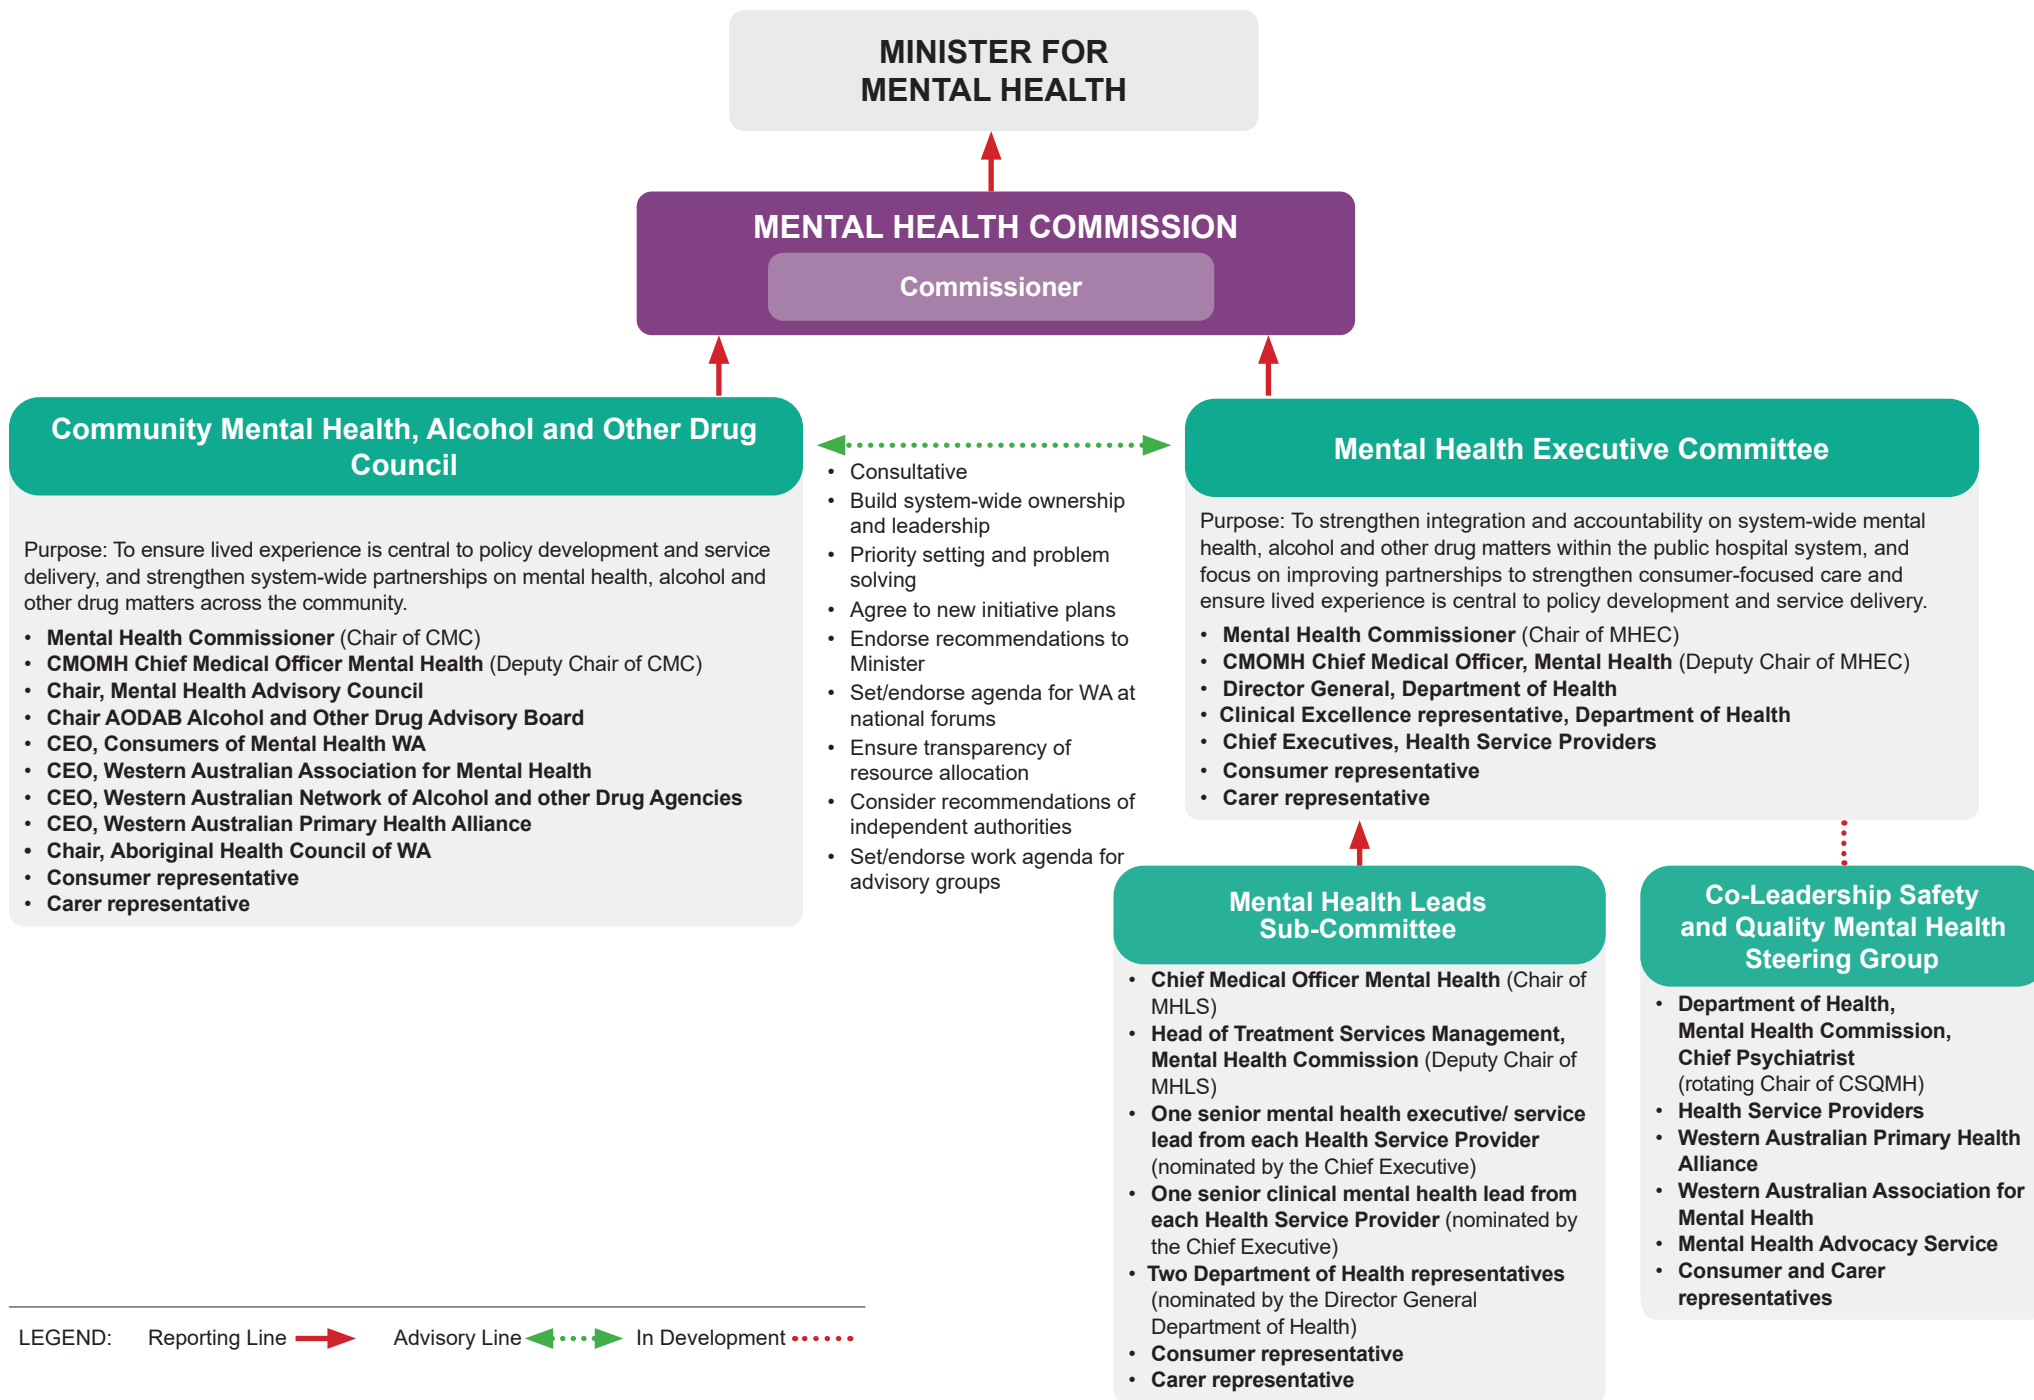 MINISTER FOR
MENTAL HEALTH
MENTAL HEALTH COMMISSION
Commissioner
Community Mental Health, Alcohol and Other Drug
Council
Purpose: To ensure lived experience is central to policy development and service
delivery, and strengthen system-wide partnerships on mental health, alcohol and
other drug matters across the community.
• Mental Health Commissioner (Chair of CMC)
• CMOMH Chief Medical Officer Mental Health (Deputy Chair of CMC)
• Chair, Mental Health Advisory Council
• Chair AODAB Alcohol and Other Drug Advisory Board
• CEO, Consumers of Mental Health WA
• CEO, Western Australian Association for Mental Health
• CEO, Western Australian Network of Alcohol and other Drug Agencies
• CEO, Western Australian Primary Health Alliance
• Chair, Aboriginal Health Council of WA
• Consumer representative
• Carer representative
• Consultative
• Build system-wide ownership
and leadership
• Priority setting and problem
solving
• Agree to new initiative plans
• Endorse recommendations to
Minister
• Set/endorse agenda for WA at
national forums
• Ensure transparency of
resource allocation
• Consider recommendations of
independent authorities
• Set/endorse work agenda for
advisory groups
Mental Health Executive Committee
Purpose: To strengthen integration and accountability on system-wide mental
health, alcohol and other drug matters within the public hospital system, and
focus on improving partnerships to strengthen consumer-focused care and
ensure lived experience is central to policy development and service delivery.
• Mental Health Commissioner (Chair of MHEC)
• CMOMH Chief Medical Officer, Mental Health (Deputy Chair of MHEC)
• Director General, Department of Health
• Clinical Excellence representative, Department of Health
• Chief Executives, Health Service Providers
• Consumer representative
• Carer representative
Mental Health Leads
Sub-Committee
• Chief Medical Officer Mental Health (Chair of
MHLS)
• Head of Treatment Services Management,
Mental Health Commission (Deputy Chair of
MHLS)
• One senior mental health executive/ service
lead from each Health Service Provider
(nominated by the Chief Executive)
• One senior clinical mental health lead from
each Health Service Provider (nominated by
the Chief Executive)
• Two Department of Health representatives
(nominated by the Director General
Department of Health)
• Consumer representative
• Carer representative
Co-Leadership Safety
and Quality Mental Health
Steering Group
• Department of Health,
Mental Health Commission,
Chief Psychiatrist
(rotating Chair of CSQMH)
• Health Service Providers
• Western Australian Primary Health
Alliance
• Western Australian Association for
Mental Health
• Mental Health Advocacy Service
• Consumer and Carer
representatives
LEGEND: Reporting Line Advisory Line In Development